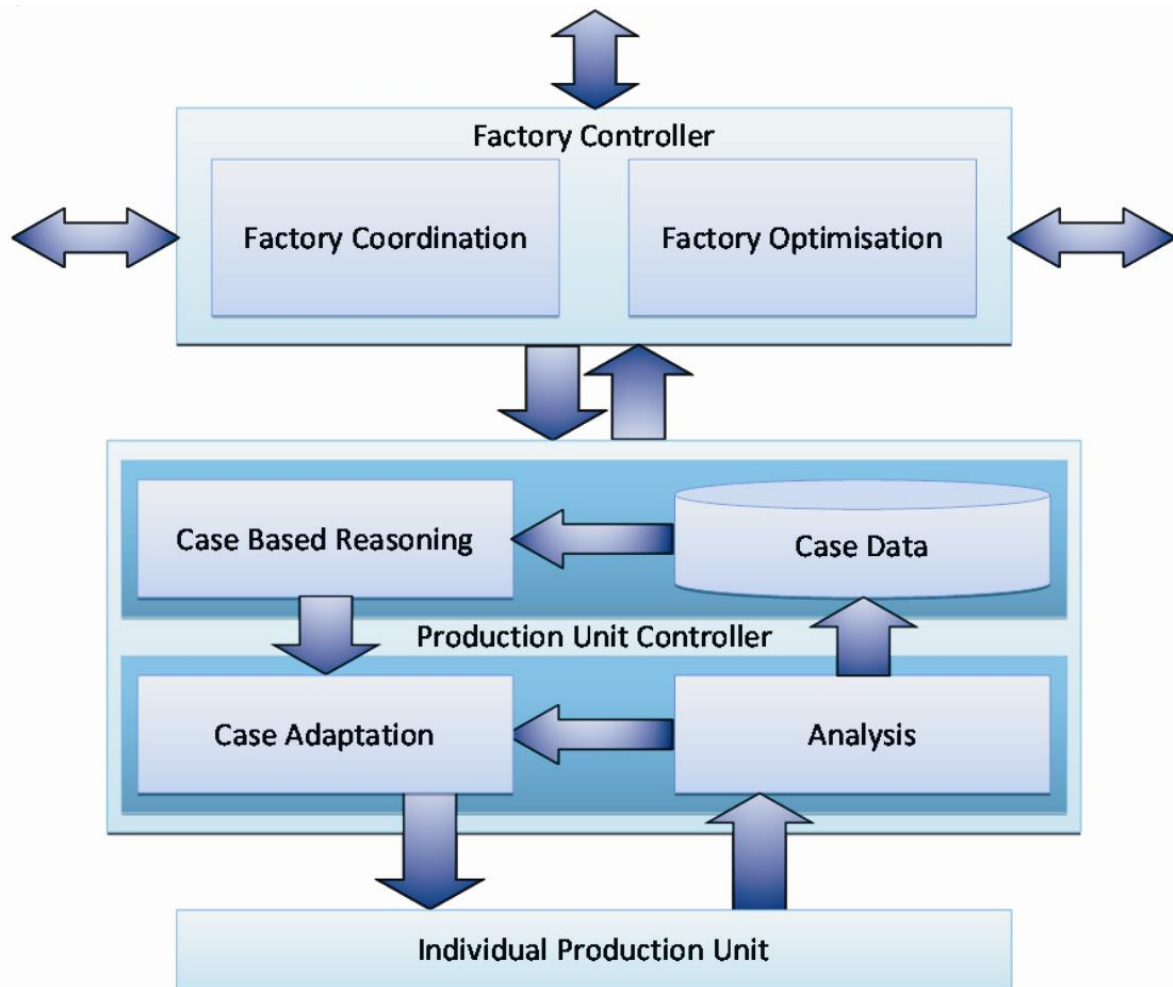 Factory Controller
Factory Coordination
Factory Optimisation
Case Based Reasoning
Case Data
Production Unit Controller
Case Adaptation
Analysis
Individual Production Unit